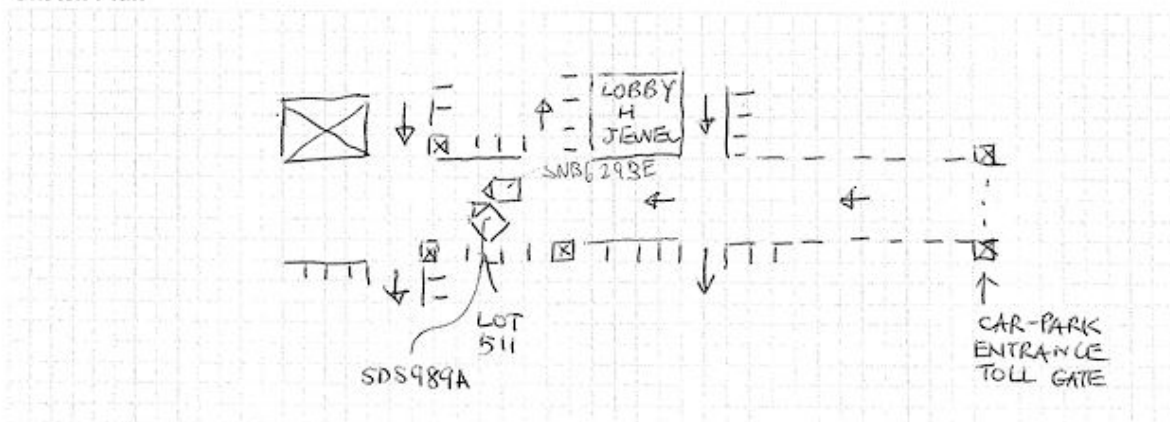 LOBBY
H
JEWEL
SNB6293E
LOT
511
SDS989A
CAR-PARK
ENTRANCE
TOLL GATE